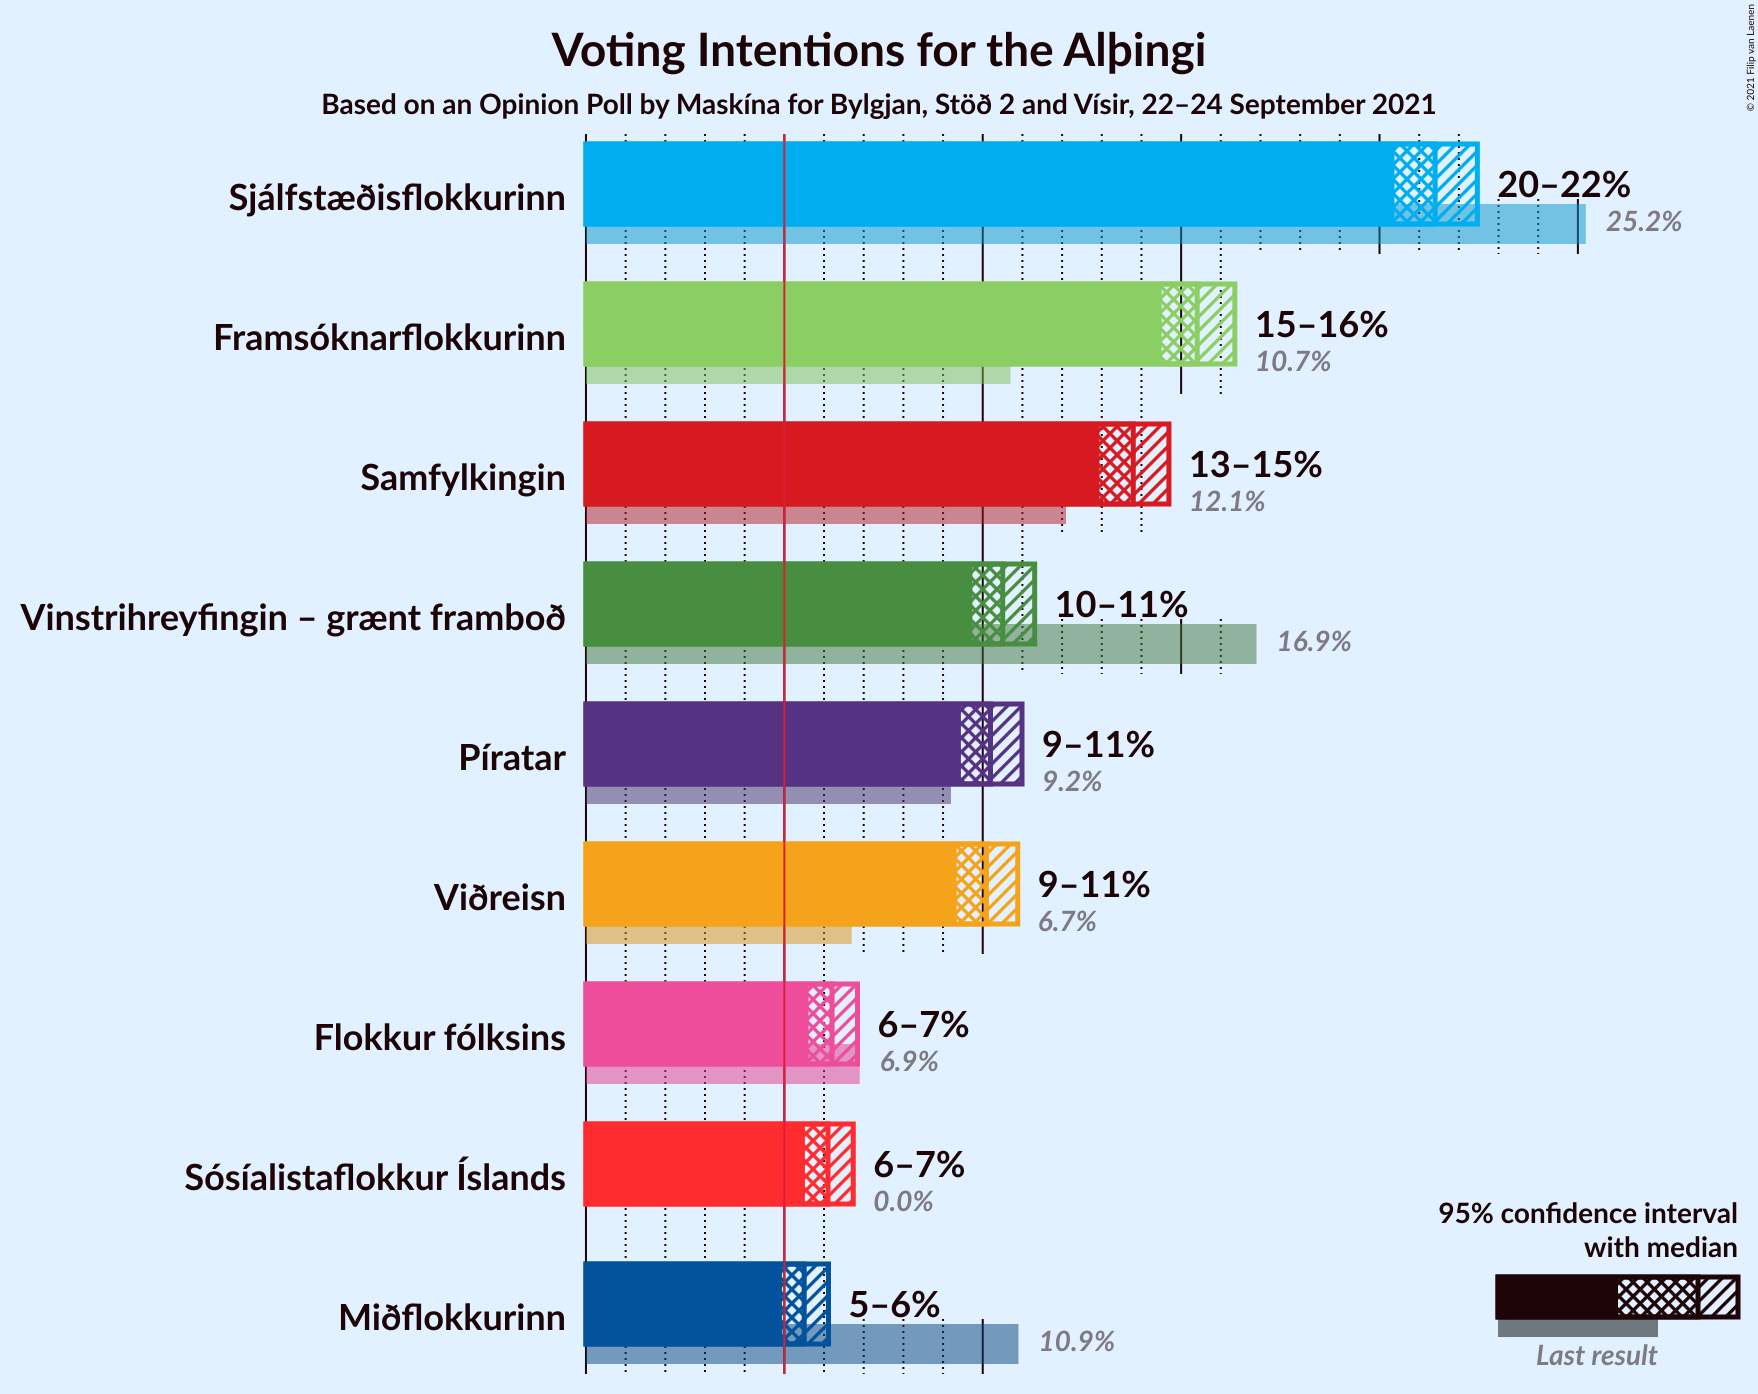 Voting Intentions for the Alþingi
Based on an Opinion Poll by Maskína for Bylgjan, Stöð 2 and Vísir, 22–24 September 2021
© 2021 Filip van Laenen
Sjálfstæðisflokkurinn
20–22%
25.2%
Framsóknarflokkurinn
15–16%
10.7%
Samfylkingin
13–15%
12.1%
Vinstrihreyfingin – grænt framboð
10–11%
16.9%
Píratar
9–11%
9.2%
Viðreisn
9–11%
6.7%
Flokkur fólksins
6–7%
6.9%
Sósíalistaflokkur Íslands
6–7%
0.0%
Miðflokkurinn
5–6%
10.9%
95% confidence interval
with median
Last result